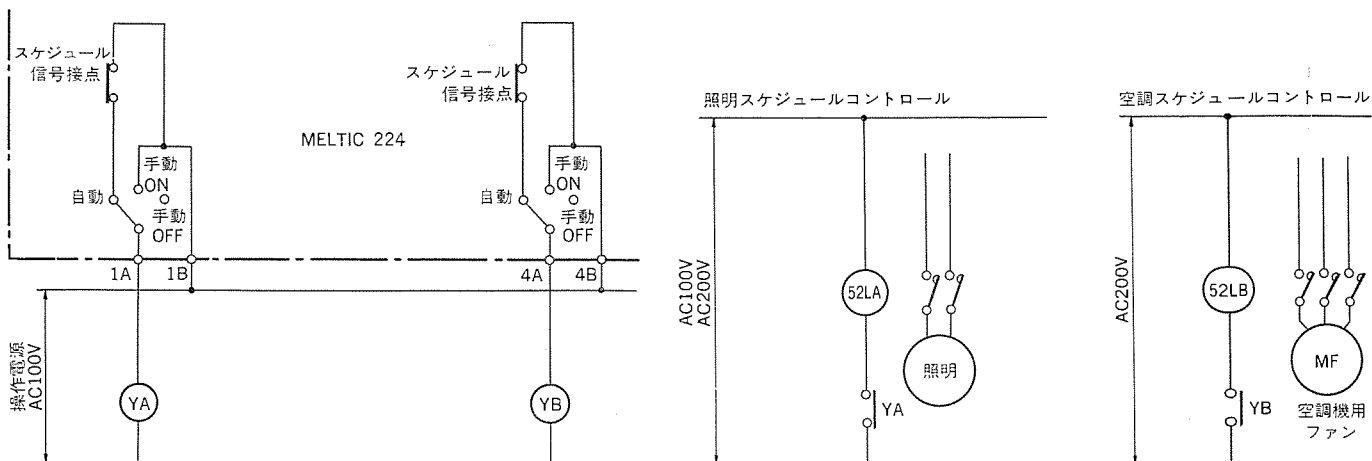 スケジュール
信号接点
MELTIC 224
自動
手動
ON
手動
OFF
1A
1B
スケジュール
信号接点
自動
手動
ON
手動
OFF
4A
4B
操作電源
AC100V
YA
YB
照明スケジュールコントロール
AC100V
AC200V
52LA
照明
YA
空調スケジュールコントロール
AC200V
52LB
MF
YB
空調機用
ファン